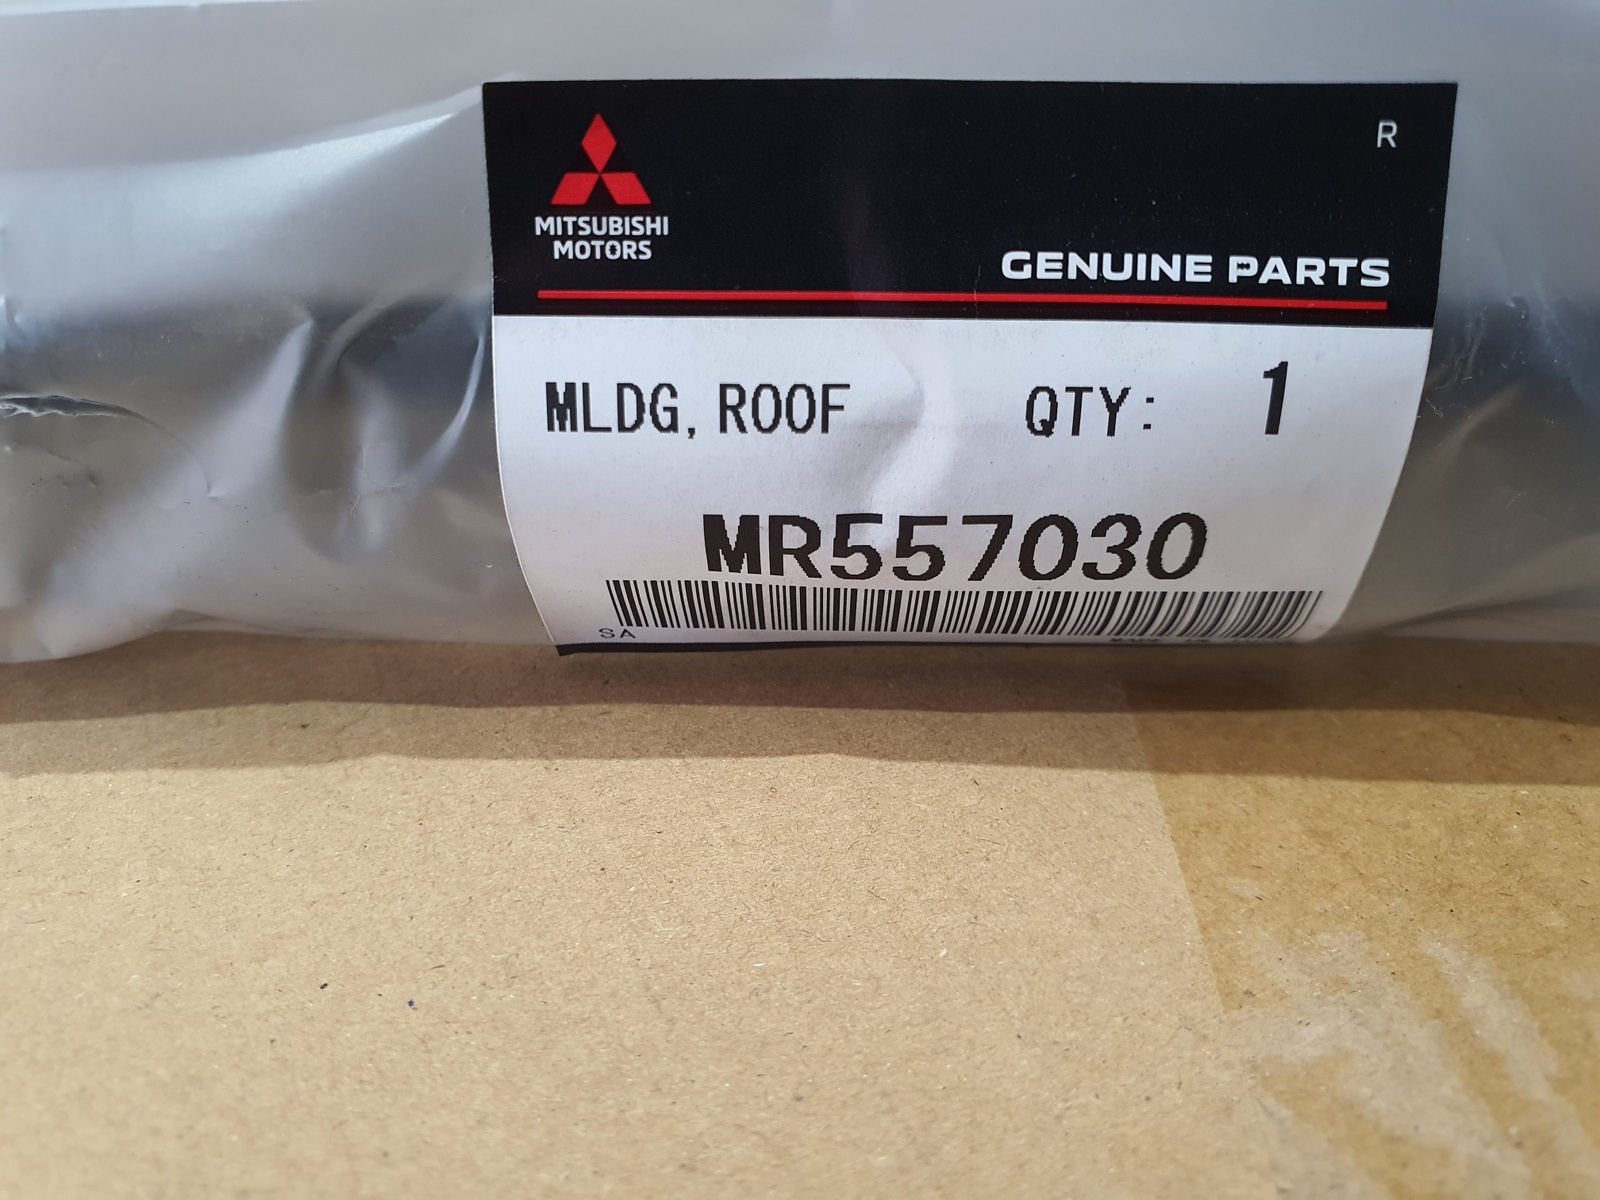 R
MITSUBISHI
MOTORS
GENUINE PARTS
MLDG, ROOF QTY: 1
MR557030
SA